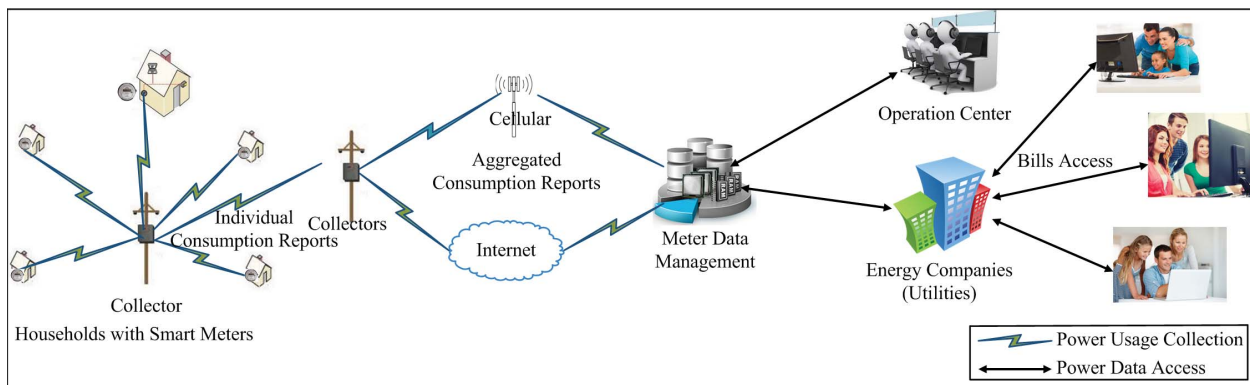 Cellular
Operation Center
Aggregated
Consumption Reports
Bills Access
Individual
Consumption Reports
Collectors
Internet
Meter Data
Management
Energy Companies
(Utilities)
Collector
Households with Smart Meters
Power Usage Collection
Power Data Access